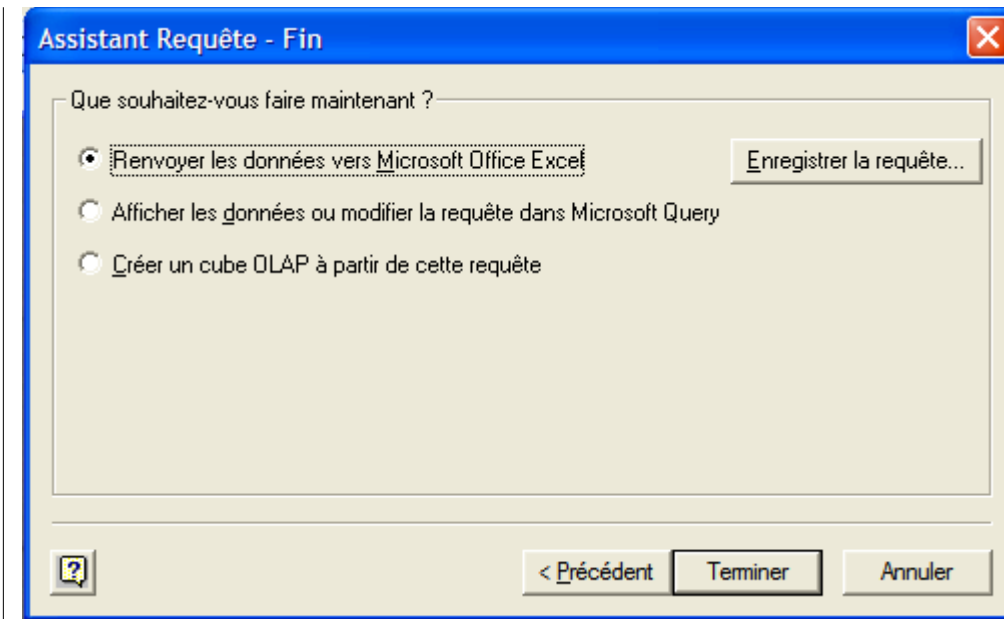 Assistant Requête - Fin
Que souhaitez-vous faire maintenant ?
Renvoyer les données vers Microsoft Office Excel
Enregistrer la requête...
Afficher les données ou modifier la requête dans Microsoft Query
Créer un cube OLAP à partir de cette requête
?
< Précédent
Terminer
Annuler